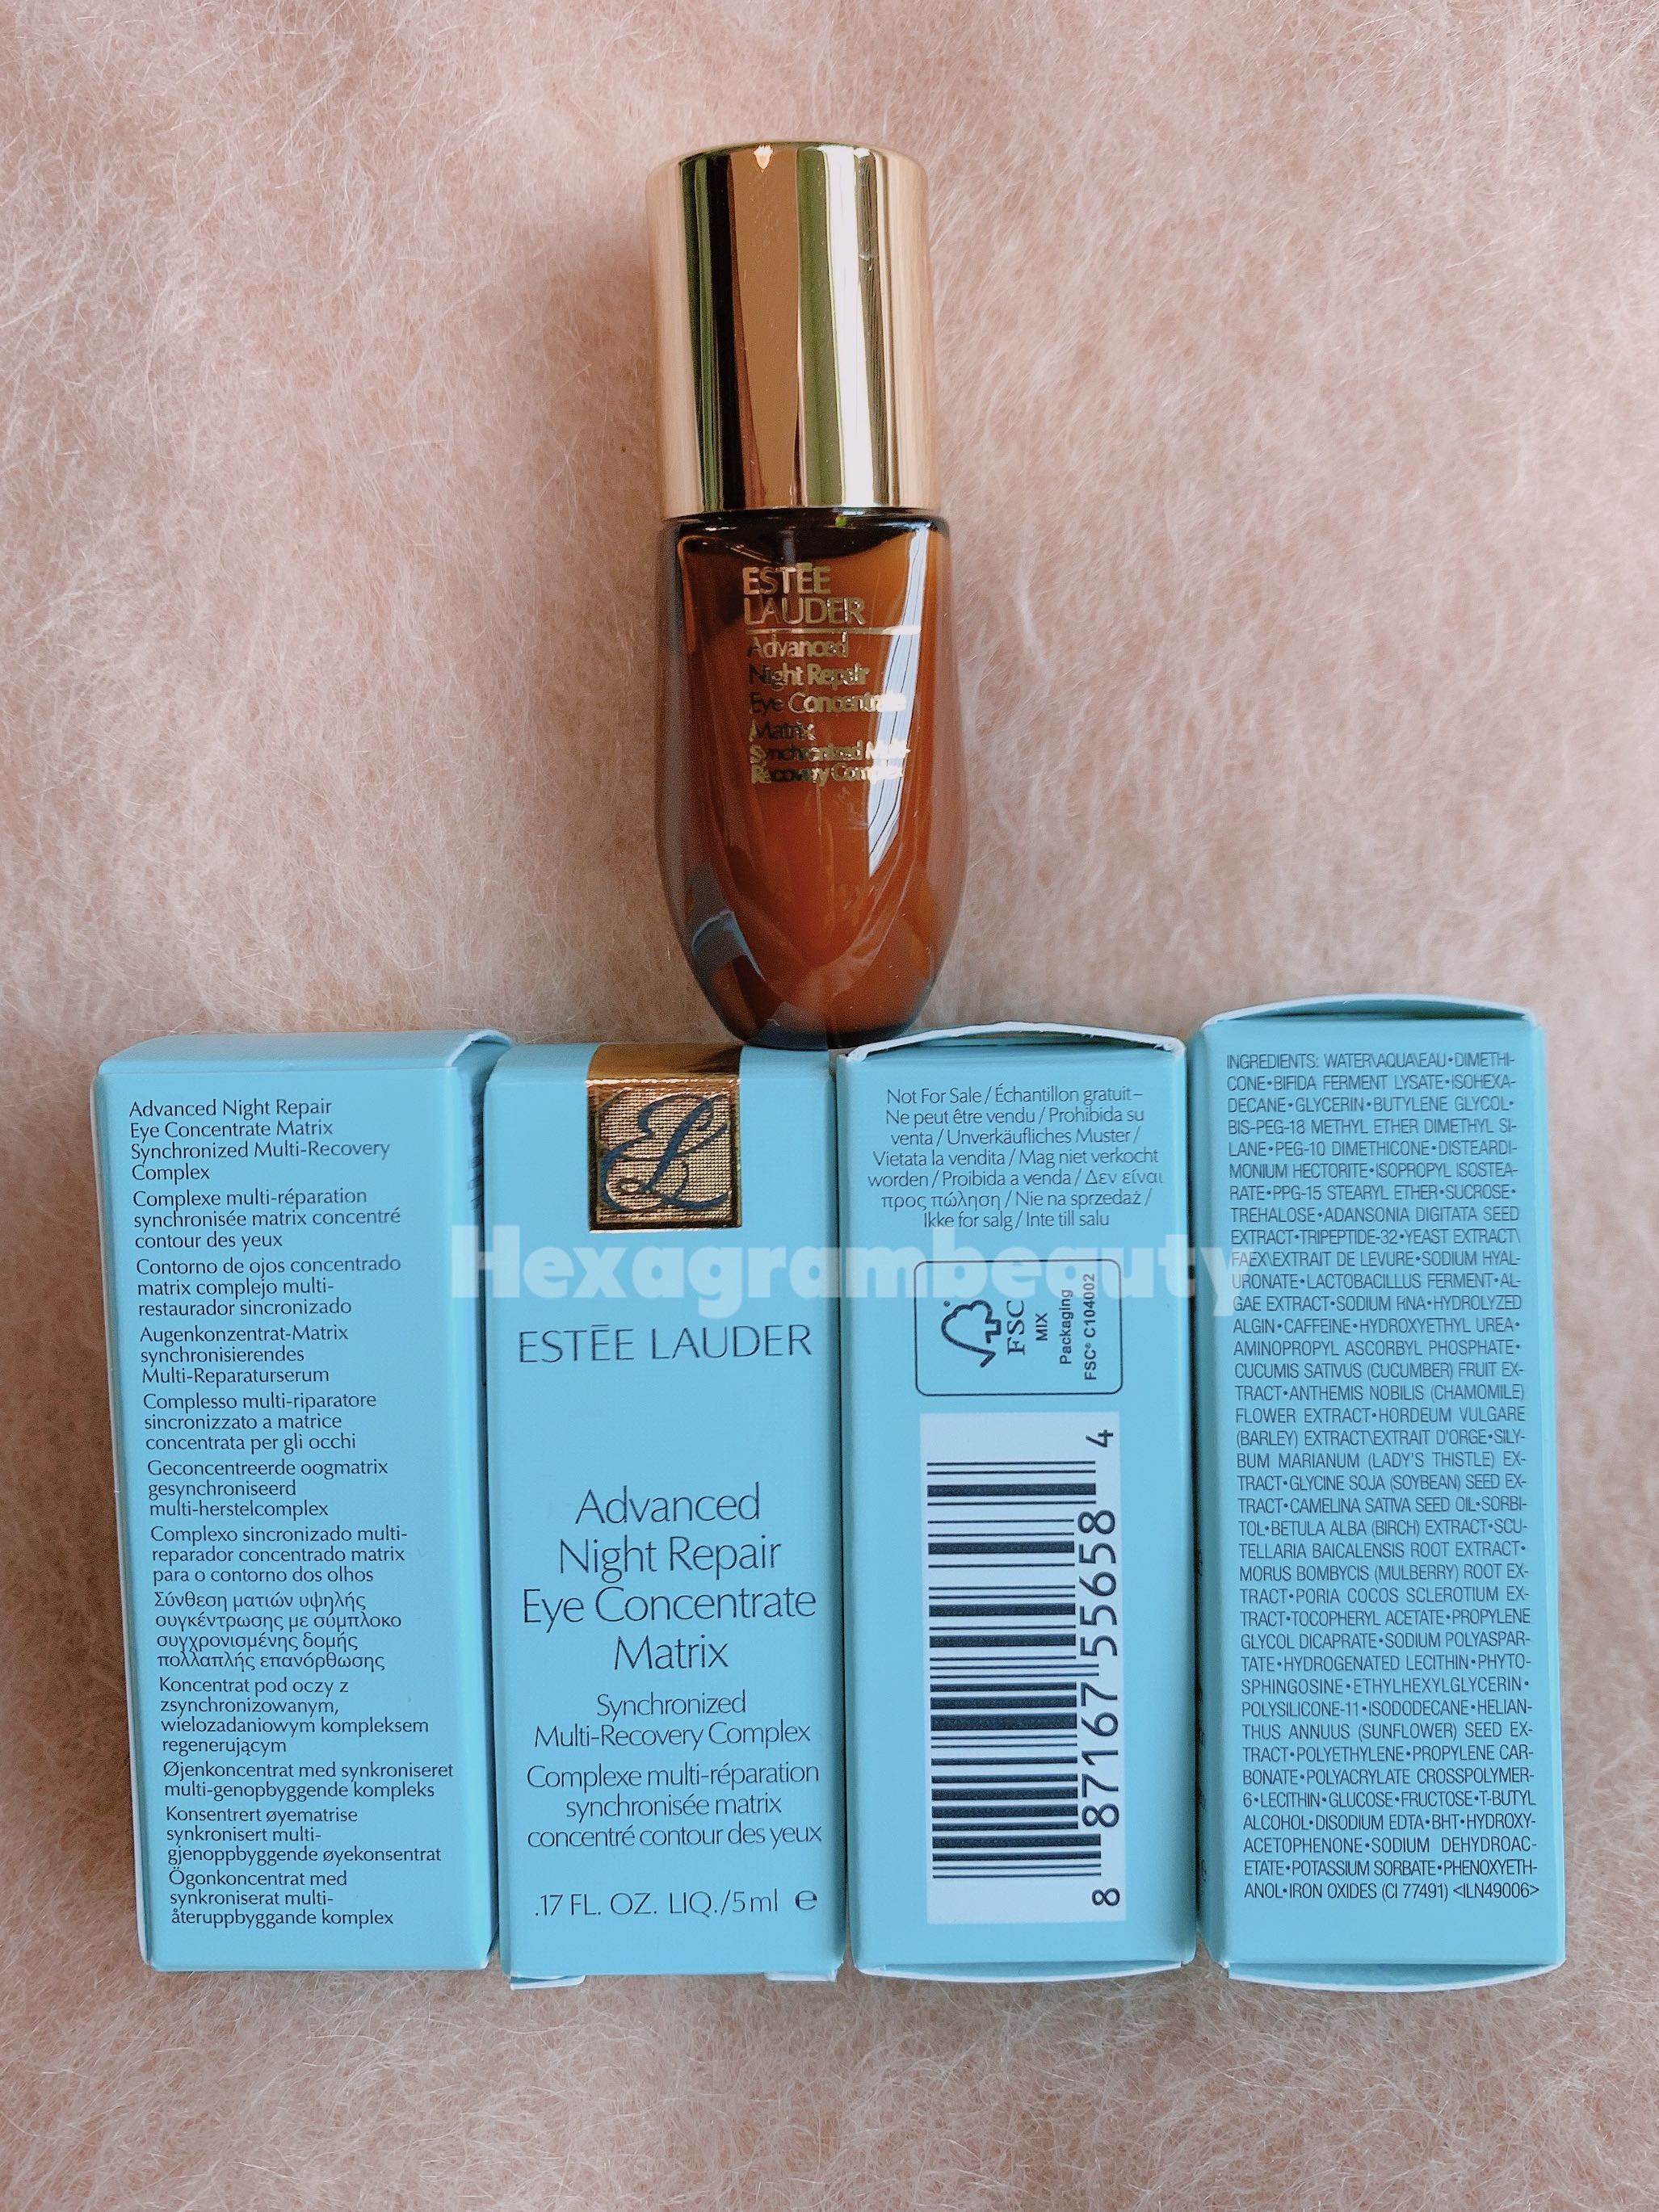 ESTĒE
LAUDER
Advanced
Night Repair
Eye Concentrate
Matrix
Synchronized Multi-
Recovery Complex
Advanced Night Repair
Eye Concentrate Matrix
Synchronized Multi-Recovery
Complex
Complexe multi-réparation
synchronisée matrix concentré
contour des yeux
Contorno de ojos concentrado
matrix complejo multi-
restaurador sincronizado
Augenkonzentrat-Matrix
synchronisierendes
Multi-Reparaturserum
Complesso multi-riparatore
sincronizzato a matrice
concentrata per gli occhi
Geconcentreerde oogmatrix
gesynchroniseerd
multi-herstelcomplex
Complexo sincronizado multi-
reparador concentrado matrix
para o contorno dos olhos
Σύνθεση ματιών υψηλής
συγκέντρωσης με σύμπλοκο
συγχρονισμένης δομής
πολλαπλής επανόρθωσης
Koncentrat pod oczy z
zsynchronizowanym,
wielozadaniowym kompleksem
regenerującym
Øjenkoncentrat med synkroniseret
multi-genopbyggende kompleks
Konsentrert øyematrise
synkronisert multi-
gjenoppbyggende øyekonsentrat
Ögonkoncentrat med
synkroniserat multi-
återuppbyggande komplex
EL
Hexagrambeauty
ESTĒE LAUDER
Advanced
Night Repair
Eye Concentrate
Matrix
Synchronized
Multi-Recovery Complex
Complexe multi-réparation
synchronisée matrix
concentré contour des yeux
.17 FL. OZ. LIQ./5ml ℮
Not For Sale / Échantillon gratuit–
Ne peut être vendu / Prohibida su
venta / Unverkäufliches Muster /
Vietata la vendita / Mag niet verkocht
worden / Proibida a venda / Δεν είναι
προς πώληση / Nie na sprzedaż /
Ikke for salg / Inte till salu
FSC
MIX
Packaging
FSC® C104002
8 87167 55658 4
INGREDIENTS: WATER\AQUA\EAU•DIMETHI-
CONE•BIFIDA FERMENT LYSATE•ISOHEXA-
DECANE•GLYCERIN•BUTYLENE GLYCOL•
BIS-PEG-18 METHYL ETHER DIMETHYL SI-
LANE•PEG-10 DIMETHICONE•DISTEARDI-
MONIUM HECTORITE•ISOPROPYL ISOSTEA-
RATE•PPG-15 STEARYL ETHER•SUCROSE•
TREHALOSE•ADANSONIA DIGITATA SEED
EXTRACT•TRIPEPTIDE-32•YEAST EXTRACT\
FAEX\EXTRAIT DE LEVURE•SODIUM HYAL-
URONATE•LACTOBACILLUS FERMENT•AL-
GAE EXTRACT•SODIUM RNA•HYDROLYZED
ALGIN•CAFFEINE•HYDROXYETHYL UREA•
AMINOPROPYL ASCORBYL PHOSPHATE•
CUCUMIS SATIVUS (CUCUMBER) FRUIT EX-
TRACT•ANTHEMIS NOBILIS (CHAMOMILE)
FLOWER EXTRACT•HORDEUM VULGARE
(BARLEY) EXTRACT\EXTRAIT D'ORGE•SILY-
BUM MARIANUM (LADY'S THISTLE) EX-
TRACT•GLYCINE SOJA (SOYBEAN) SEED EX-
TRACT•CAMELINA SATIVA SEED OIL•SORBI-
TOL•BETULA ALBA (BIRCH) EXTRACT•SCU-
TELLARIA BAICALENSIS ROOT EXTRACT•
MORUS BOMBYCIS (MULBERRY) ROOT EX-
TRACT•PORIA COCOS SCLEROTIUM EX-
TRACT•TOCOPHERYL ACETATE•PROPYLENE
GLYCOL DICAPRATE•SODIUM POLYASPAR-
TATE•HYDROGENATED LECITHIN•PHYTO-
SPHINGOSINE•ETHYLHEXYLGLYCERIN•
POLYSILICONE-11•ISODODECANE•HELIAN-
THUS ANNUUS (SUNFLOWER) SEED EX-
TRACT•POLYETHYLENE•PROPYLENE CAR-
BONATE•POLYACRYLATE CROSSPOLYMER-
6•LECITHIN•GLUCOSE•FRUCTOSE•T-BUTYL
ALCOHOL•DISODIUM EDTA•BHT•HYDROXY-
ACETOPHENONE•SODIUM DEHYDROAC-
ETATE•POTASSIUM SORBATE•PHENOXYETH-
ANOL•IRON OXIDES (CI 77491) <ILN49006>